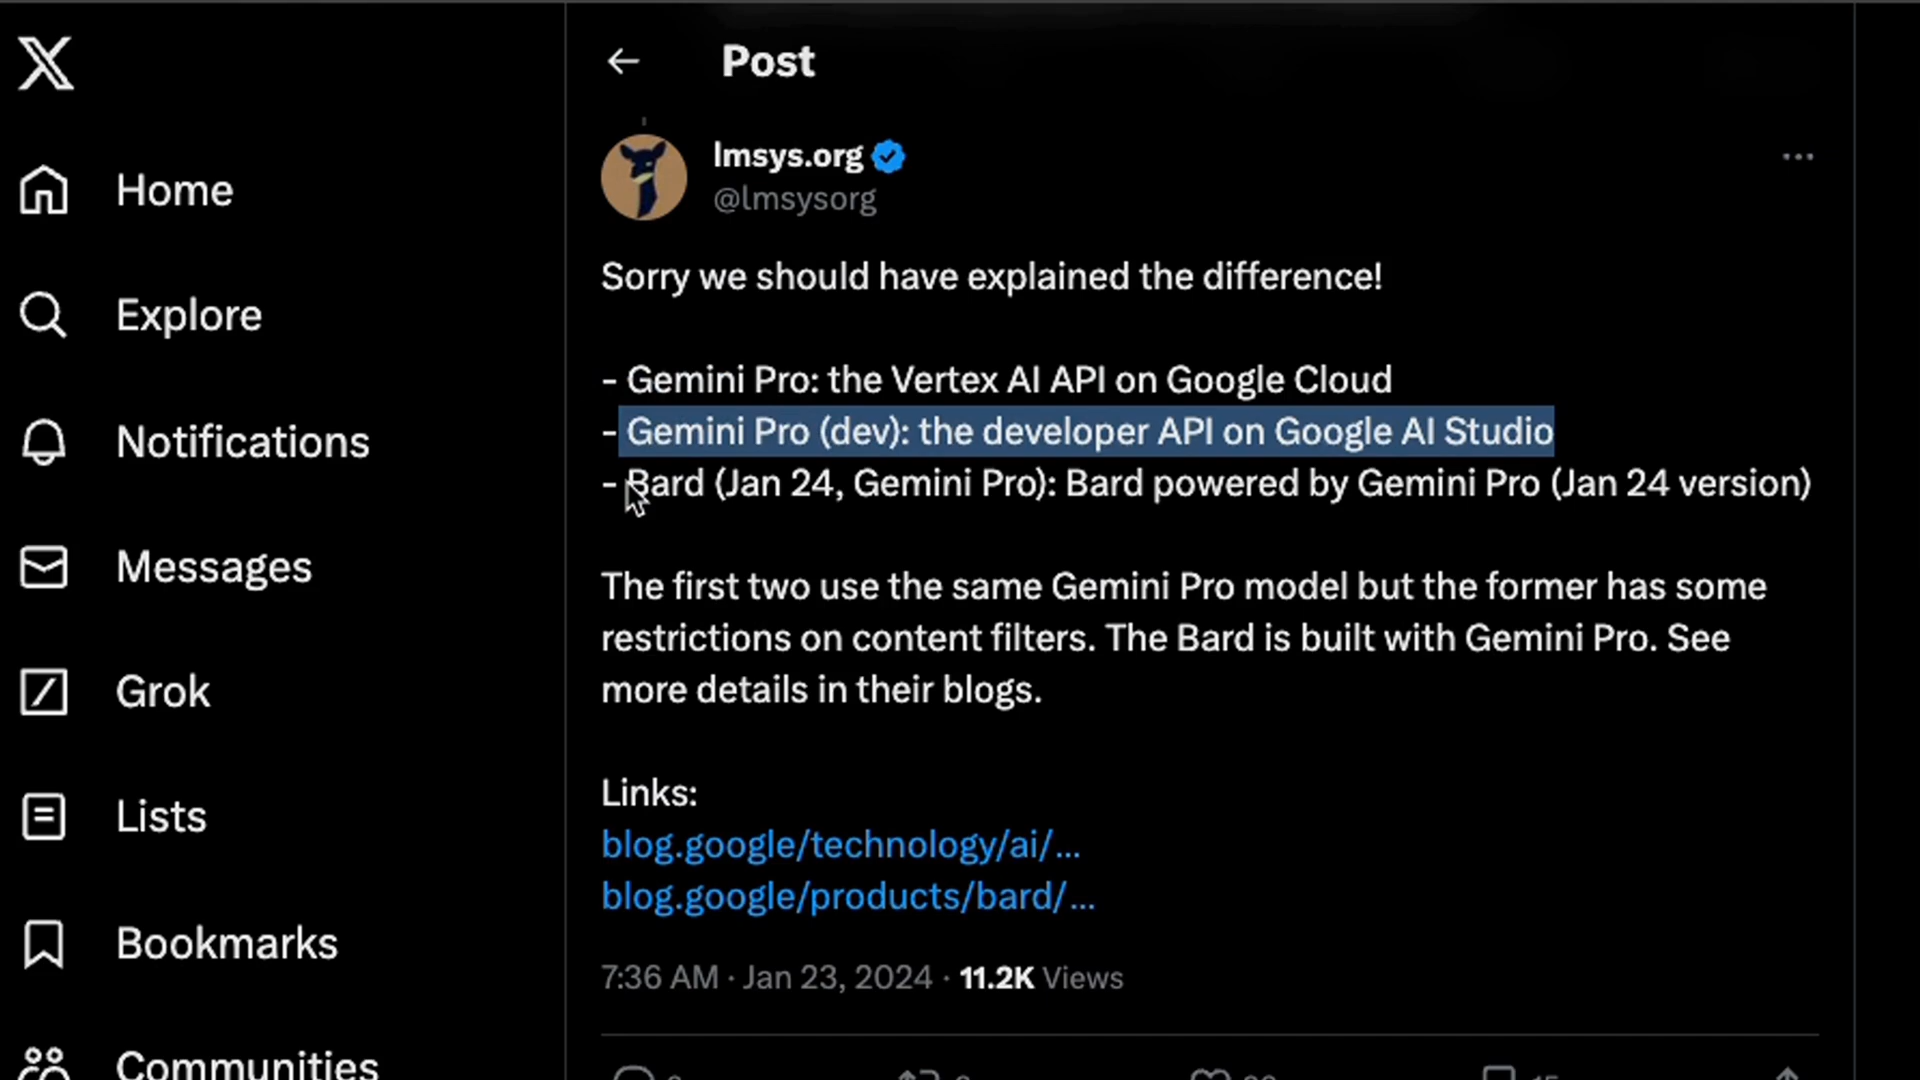 Post
Home
Explore
Notifications
Messages
Grok
Lists
Bookmarks
Communities
lmsys.org
@lmsysorg
Sorry we should have explained the difference!
- Gemini Pro: the Vertex AI API on Google Cloud
- Gemini Pro (dev): the developer API on Google AI Studio
- Bard (Jan 24, Gemini Pro): Bard powered by Gemini Pro (Jan 24 version)
The first two use the same Gemini Pro model but the former has some
restrictions on content filters. The Bard is built with Gemini Pro. See
more details in their blogs.
Links:
blog.google/technology/ai/...
blog.google/products/bard/...
7:36 AM · Jan 23, 2024 · 11.2K Views